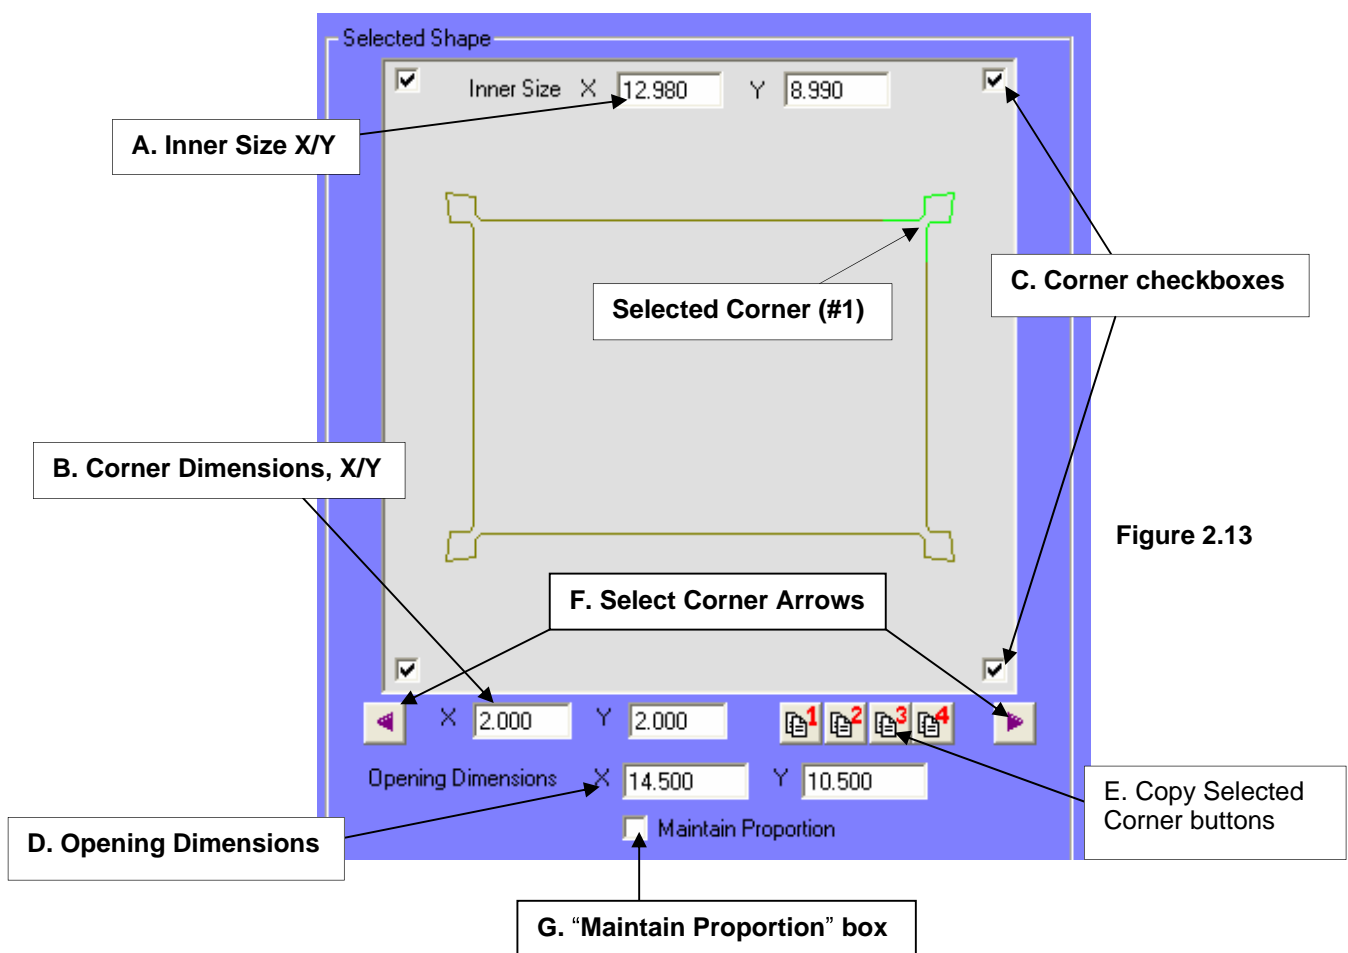 Selected Shape
Inner Size X 12.980 Y 8.990
A. Inner Size X/Y
C. Corner checkboxes
Selected Corner (#1)
B. Corner Dimensions, X/Y
Figure 2.13
F. Select Corner Arrows
X 2.000 Y 2.000 1 2 3 4
Opening Dimensions X 14.500 Y 10.500
E. Copy Selected
Corner buttons
Maintain Proportion
D. Opening Dimensions
G. “Maintain Proportion” box